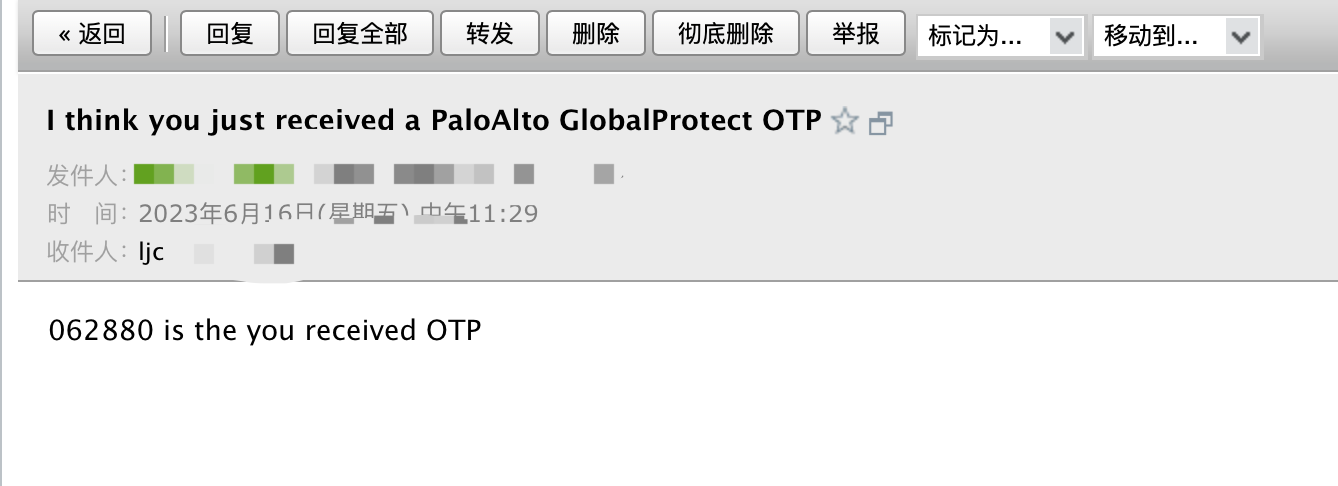 « 返回 回复 回复全部 转发 删除 彻底删除 举报 标记为... 移动到...
I think you just received a PaloAlto GlobalProtect OTP
发件人：
时 间： 2023年6月16日(星期五) 中午11:29
收件人： ljc
062880 is the you received OTP